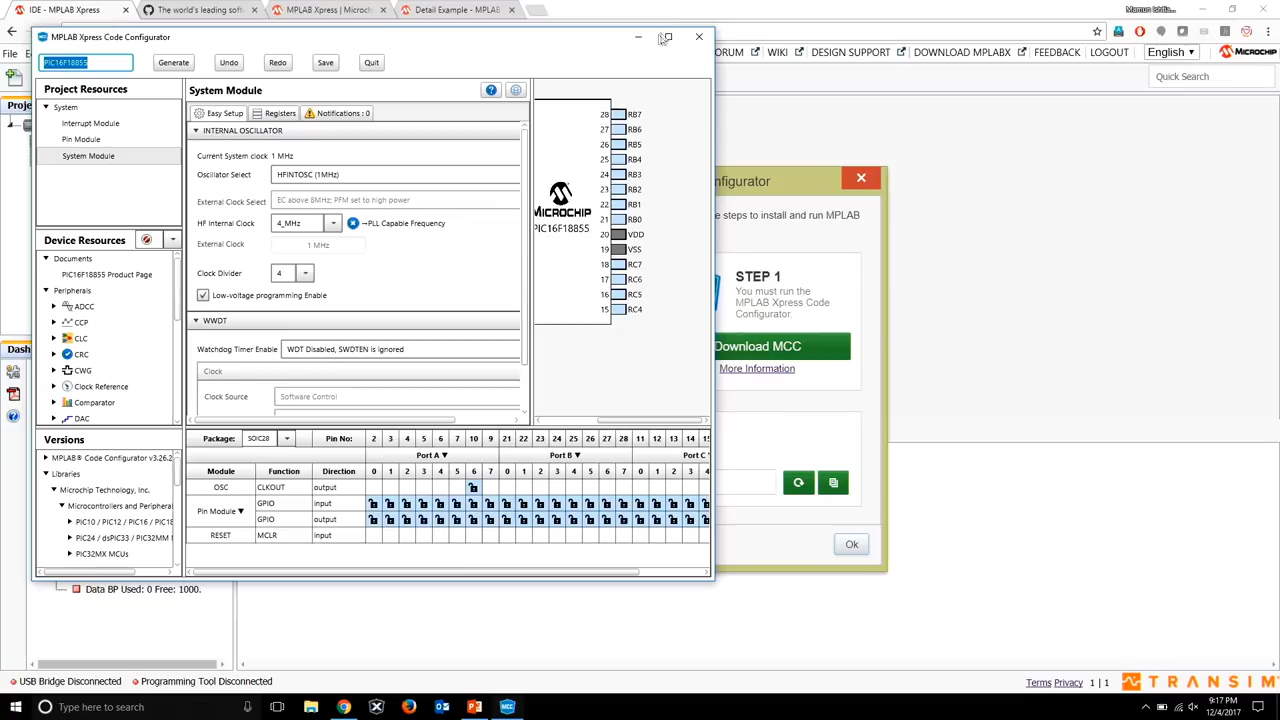 IDE - MPLAB Xpress
The world's leading soft
MPLAB Xpress | Microch
Detail Example - MPLAB
Mamun Iddia
File
ORUM WIKI DESIGN SUPPORT DOWNLOAD MPLABX FEEDBACK LOGOUT English MICROCHIP
Quick Search
MPLAB Xpress Code Configurator
PIC16F18855
Generate Undo Redo Save Quit
Project Resources
System
Interrupt Module
Pin Module
System Module
Device Resources
Documents
PIC16F18855 Product Page
Peripherals
ADCC
CCP
CLC
CRC
CWG
Clock Reference
Comparator
DAC
Versions
MPLAB® Code Configurator v3.26.2
Libraries
Microchip Technology, Inc.
Microcontrollers and Periphera
PIC10 / PIC12 / PIC16 / PIC18
PIC24 / dsPIC33 / PIC32MM
PIC32MX MCUs
System Module
Easy Setup Registers Notifications : 0
INTERNAL OSCILLATOR
Current System clock 1 MHz
Oscillator Select HFINTOSC (1MHz)
External Clock Select EC above 8MHz; PFM set to high power
HF Internal Clock 4_MHz →PLL Capable Frequency
External Clock 1 MHz
Clock Divider 4
Low-voltage programming Enable
WWDT
Watchdog Timer Enable WDT Disabled, SWDTEN is ignored
Clock
Clock Source Software Control
MICROCHIP
PIC16F18855
28 RB7
27 RB6
26 RB5
25 RB4
24 RB3
23 RB2
22 RB1
21 RB0
20 VDD
19 VSS
18 RC7
17 RC6
16 RC5
15 RC4
Package: SOIC28 Pin No: 2 3 4 5 6 7 10 9 21 22 23 24 25 26 27 28 11 12 13 14 15
Port A ▼ Port B ▼ Port C
Module Function Direction 0 1 2 3 4 5 6 7 0 1 2 3 4 5 6 7 0 1 2 3 4
OSC CLKOUT output
Pin Module ▼ GPIO input
GPIO output
RESET MCLR input
onfigurator
e steps to install and run MPLAB
STEP 1
You must run the
MPLAB Xpress Code
Configurator.
Download MCC
More Information
Ok
Proje
Dash
Data BP Used: 0 Free: 1000.
USB Bridge Disconnected Programming Tool Disconnected
Terms Privacy 1 | 1 TRANSIM
Type here to search
9:17 PM
12/4/2017